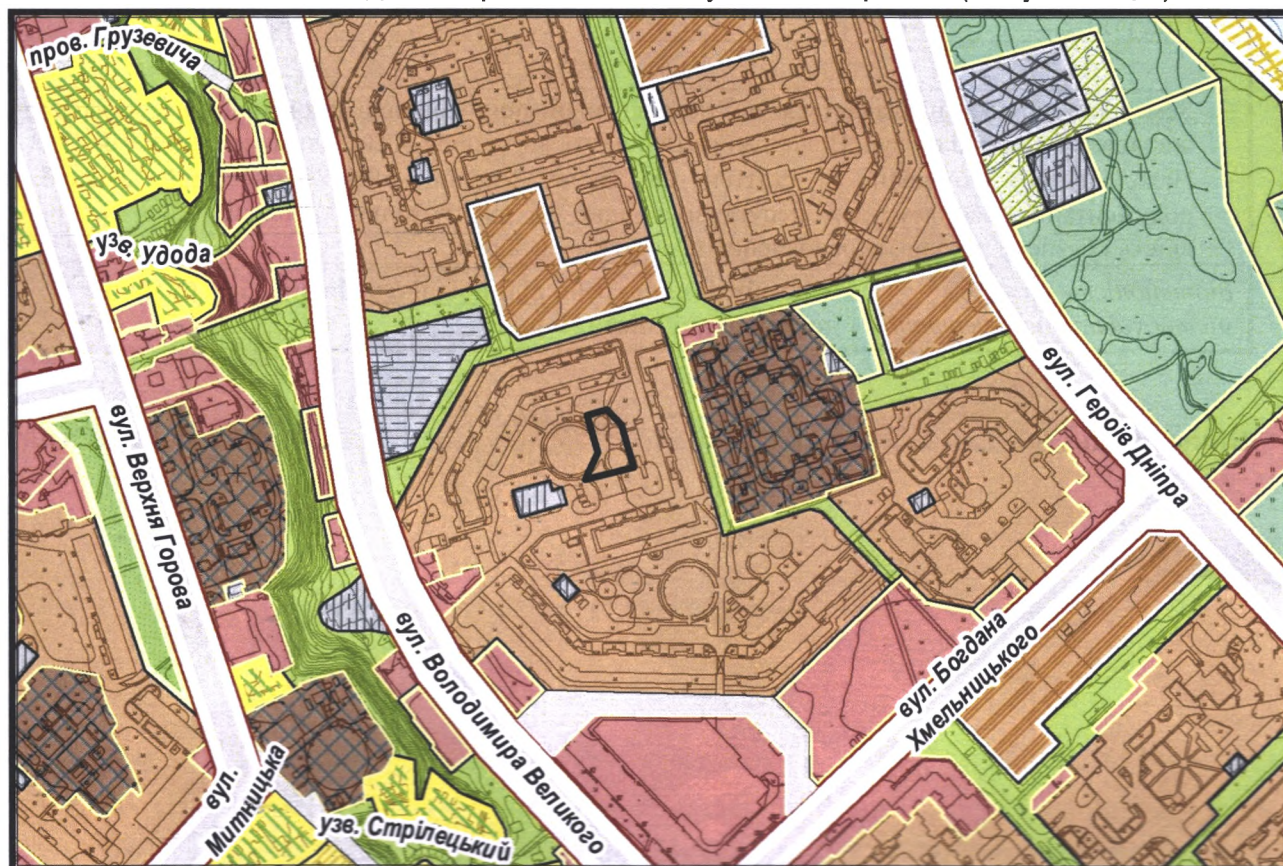 пров. Грузевича
узв. Удода
вул. Верхня Горова
вул. Героїв Дніпра
вул. Володимира Великого
вул. Богдана
Хмельницького
вул.
Митницька
узв. Стрілецький